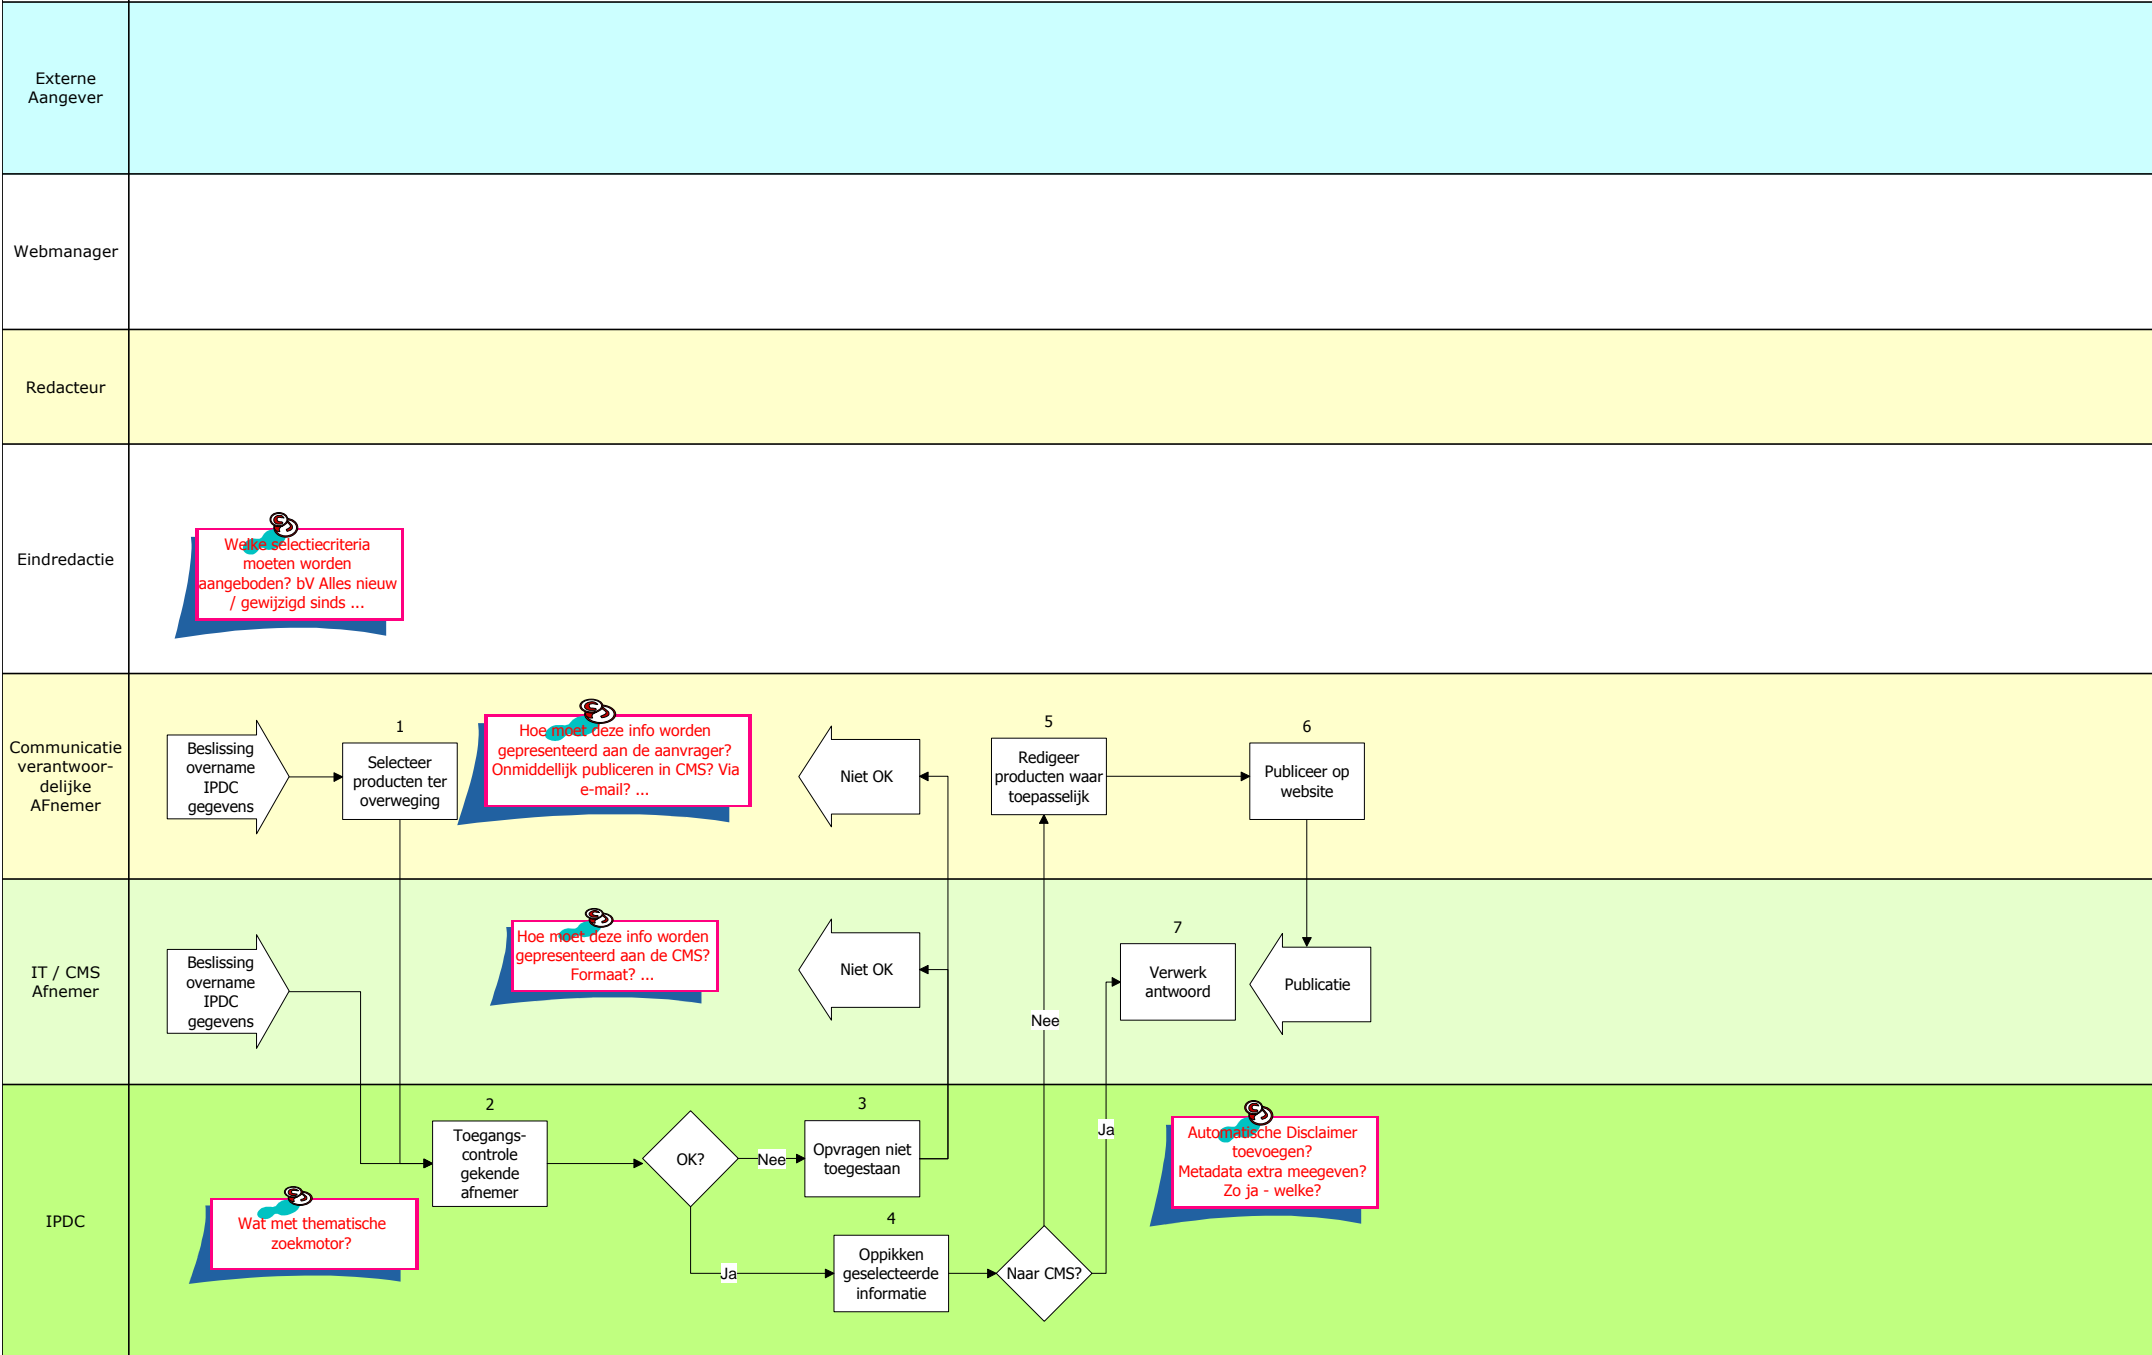 Externe
Aangever
Webmanager
Redacteur
Eindredactie
Welke selectiecriteria
moeten worden
aangeboden? bV Alles nieuw
/ gewijzigd sinds ...
Communicatie
verantwoor-
delijke
AFnemer
Beslissing
overname
IPDC
gegevens
1
Selecteer
producten ter
overweging
Hoe moet deze info worden
gepresenteerd aan de aanvrager?
Onmiddellijk publiceren in CMS? Via
e-mail? ...
Niet OK
5
Redigeer
producten waar
toepasselijk
6
Publiceer op
website
IT / CMS
Afnemer
Beslissing
overname
IPDC
gegevens
Hoe moet deze info worden
gepresenteerd aan de CMS?
Formaat? ...
Niet OK
Nee
7
Verwerk
antwoord
Publicatie
IPDC
2
Toegangs-
controle
gekende
afnemer
OK?
Nee
3
Opvragen niet
toegestaan
Ja
Automatische Disclaimer
toevoegen?
Metadata extra meegeven?
Zo ja - welke?
Wat met thematische
zoekmotor?
Ja
4
Oppikken
geselecteerde
informatie
Naar CMS?